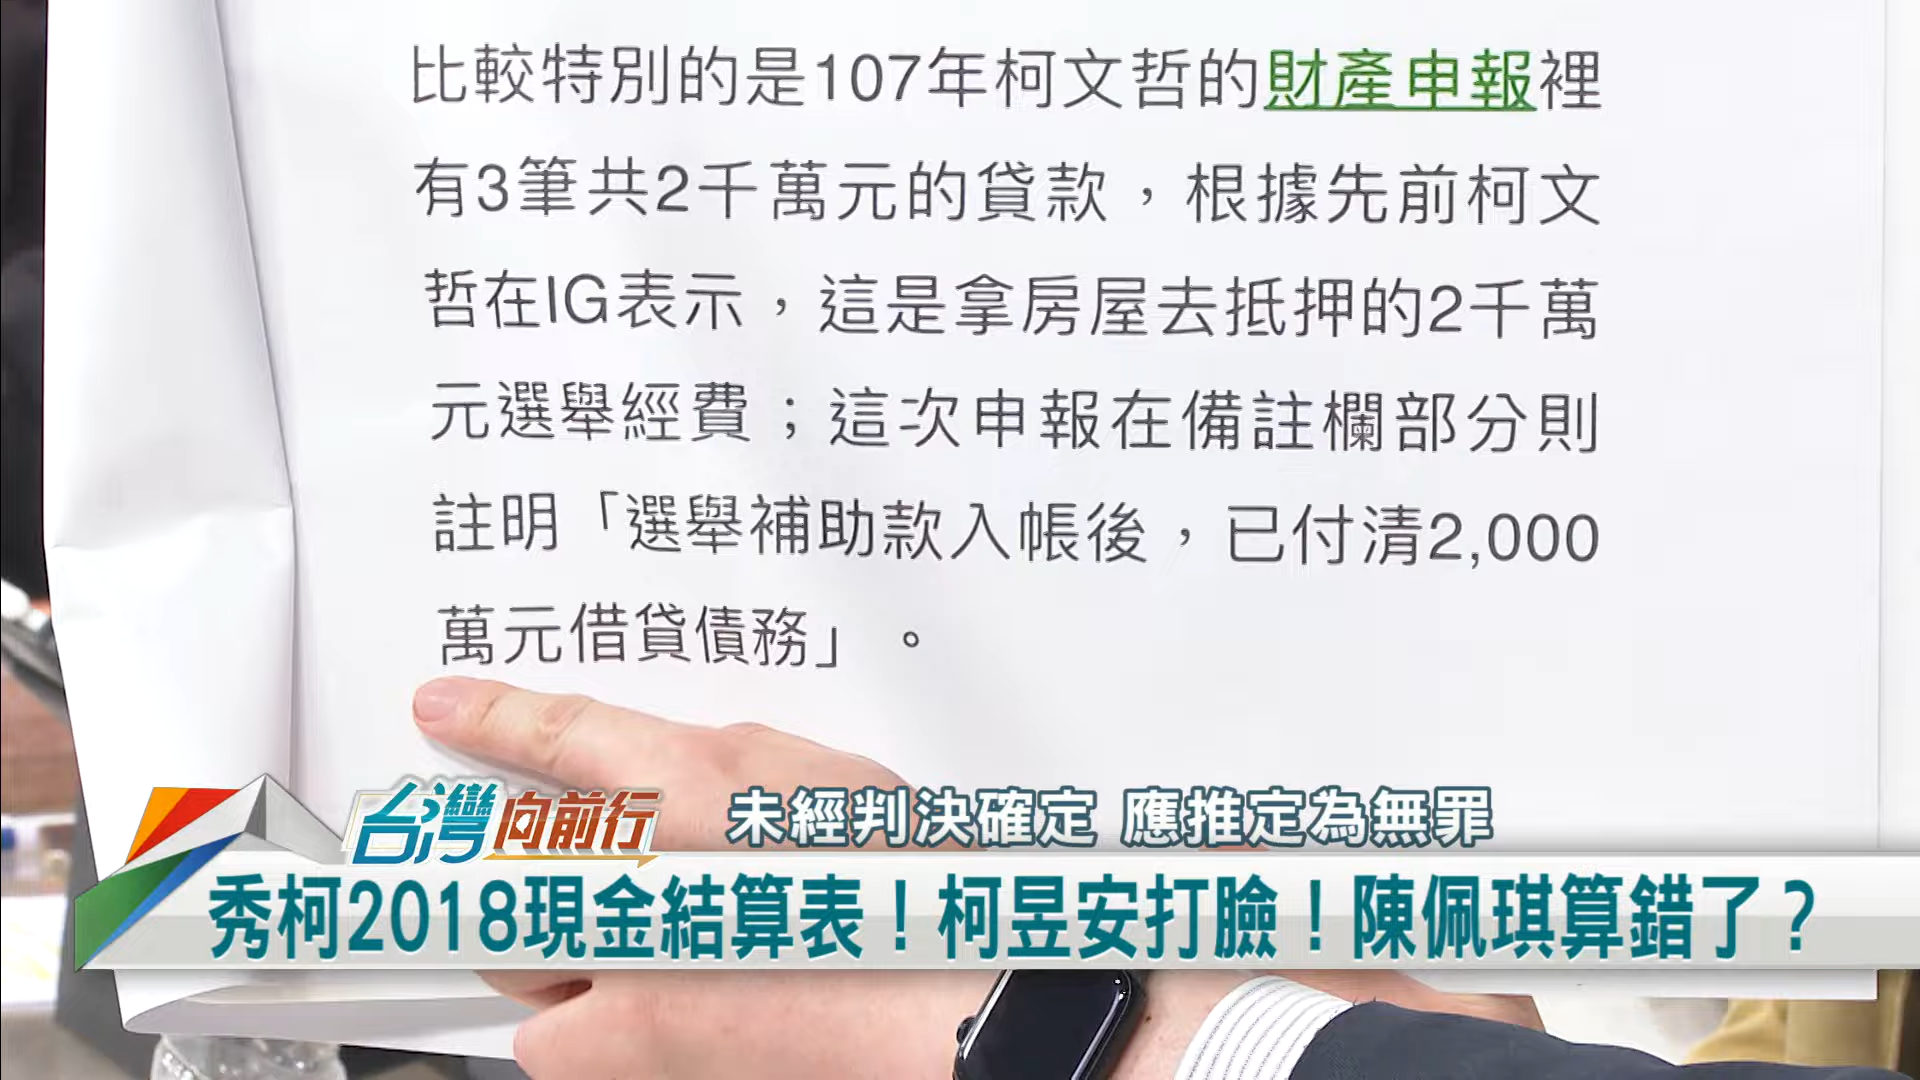 比較特別的是107年柯文哲的財產申報裡
有3筆共2千萬元的貸款，根據先前柯文
哲在IG表示，這是拿房屋去抵押的2千萬
元選舉經費；這次申報在備註欄部分則
註明「選舉補助款入帳後，已付清2,000
萬元借貸債務」。
台灣向前行
未經判決確定 應推定為無罪
秀柯2018現金結算表！柯昱安打臉！陳佩琪算錯了？